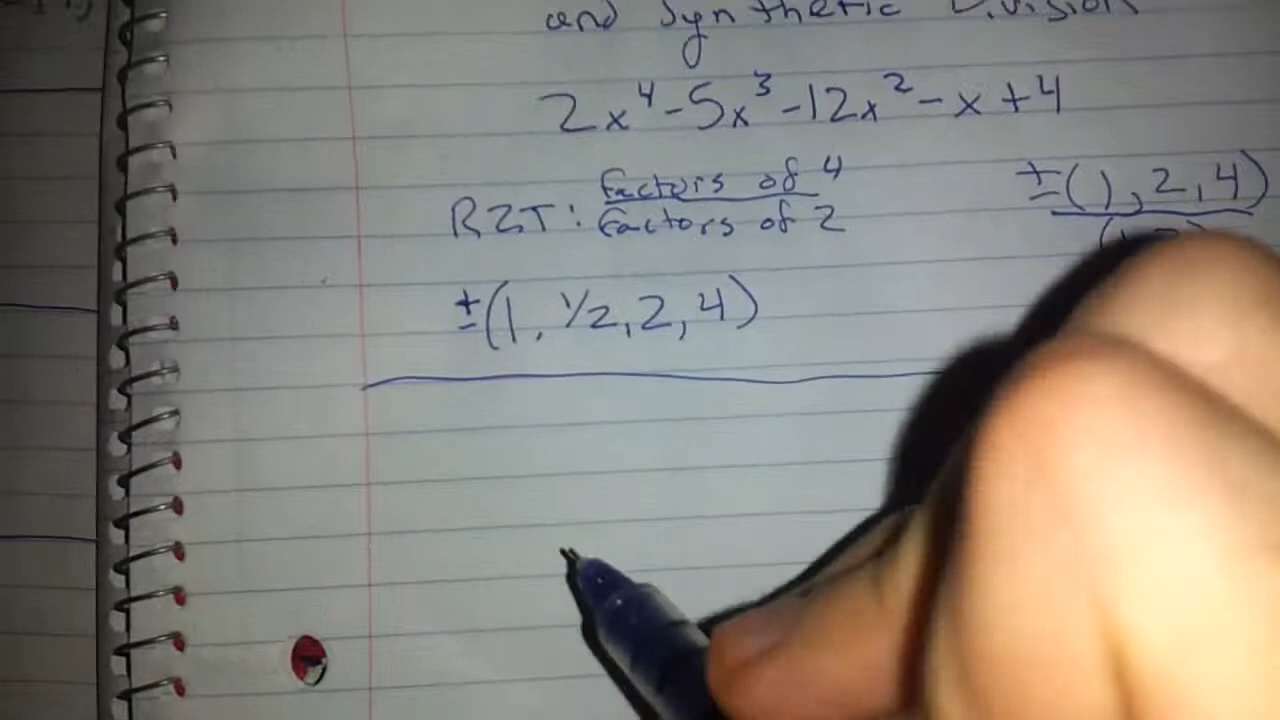 and Synthetic Division
2x⁴-5x³-12x²-x+4
RZT: Factors of 4 / Factors of 2
±(1,2,4)
±(1, 1/2, 2, 4)